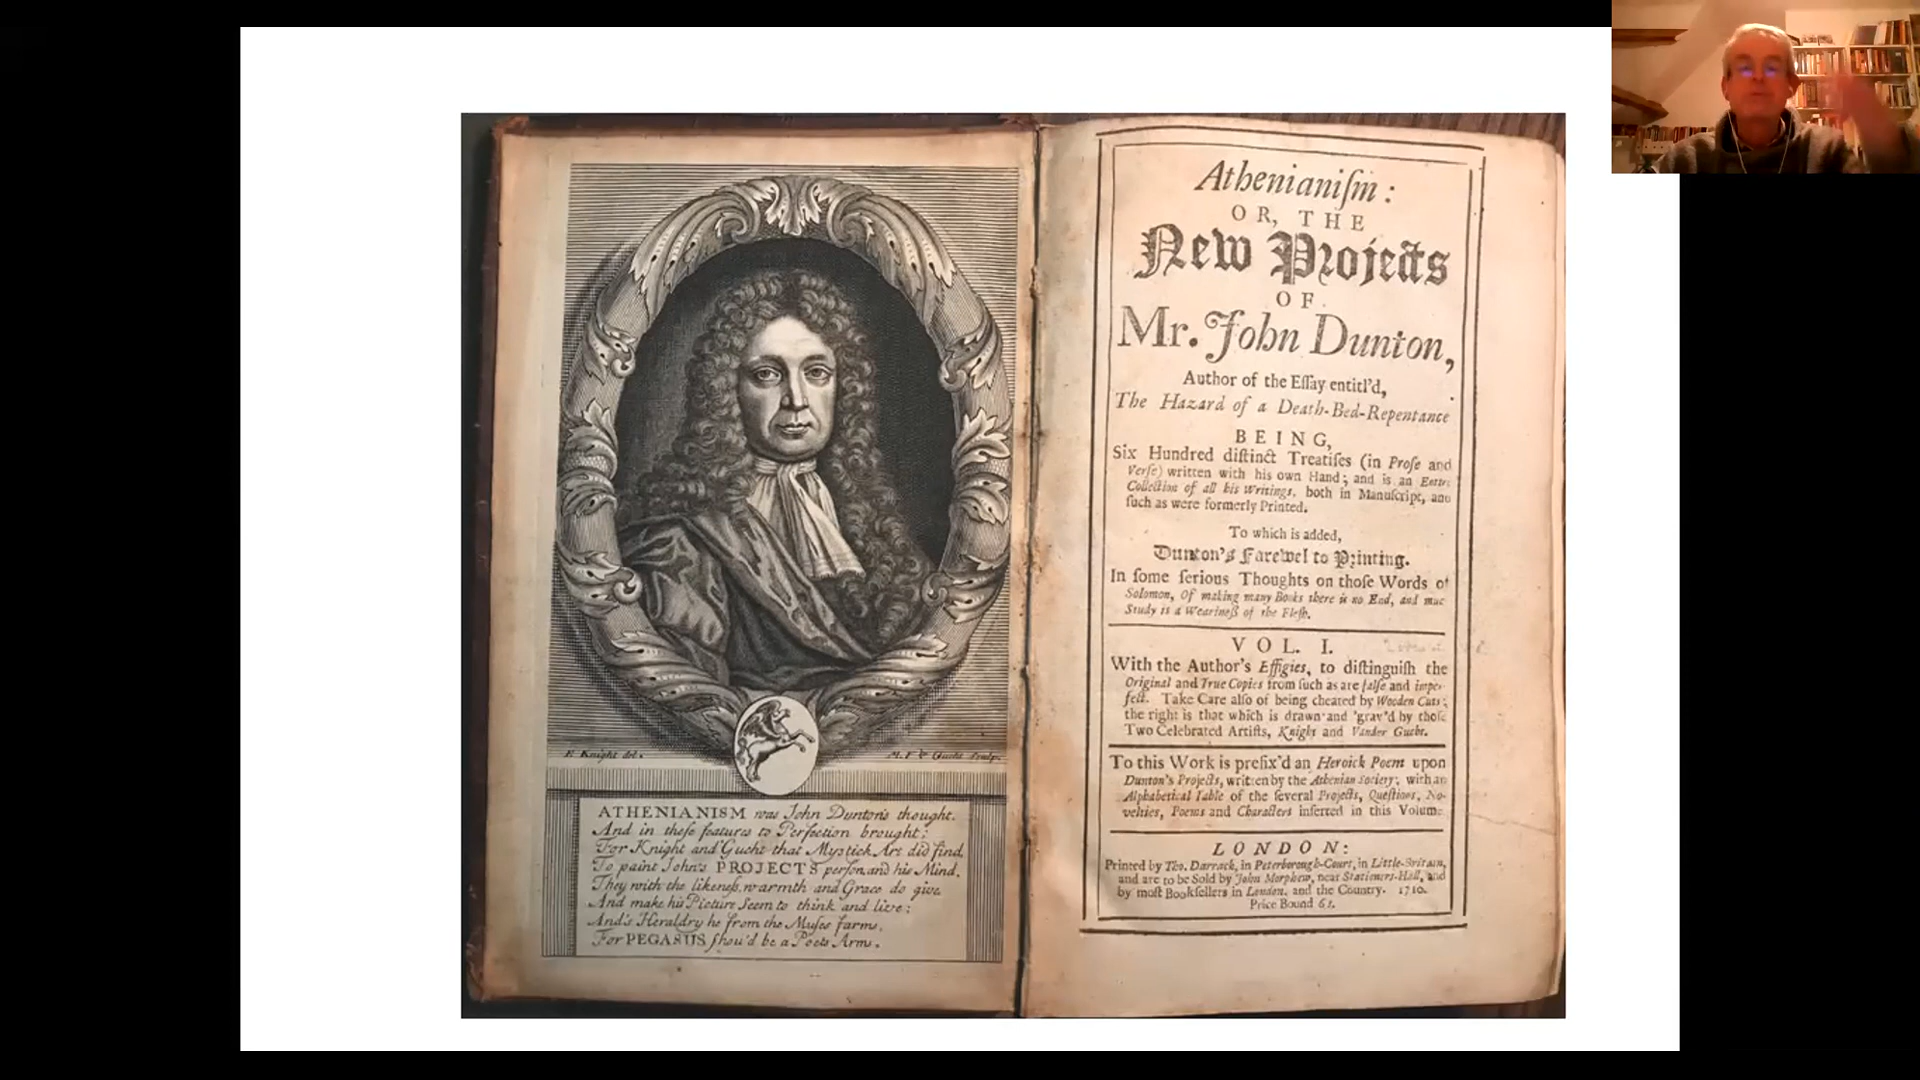 E. Knight del.
M. V dr Gucht Sculp.
ATHENIANISM was John Dunton's thought.
And in these features to Perfection brought;
For Knight and Gucht that Mystick Art did find,
To paint John's PROJECTS person, and his Mind.
They with the likeneſs, warmth and Grace do give
And make his Picture Seem to think and live;
And's Heraldry he from the Muſes farms,
For PEGASUS ſhou'd be a Poets Arms.
Athenianiſm:
OR, THE
New Projects
OF
Mr. John Dunton,
Author of the Eſſay entitl'd,
The Hazard of a Death-Bed-Repentance
BEING,
Six Hundred diſtinct Treatiſes (in Proſe and
Verſe) written with his own Hand; and is an Entire
Collection of all his Writings, both in Manuſcript, and
ſuch as were formerly Printed.
To which is added,
Dunton's Farewel to Printing.
In ſome ſerious Thoughts on thoſe Words of
Solomon, Of making many Books there is no End, and muc
Study is a Wearineß of the Fleſh.
VOL. I.
With the Author's Effigies, to diſtinguiſh the
Original and True Copies from ſuch as are falſe and imper-
fect. Take Care alſo of being cheated by Wooden Cuts;
the right is that which is drawn and 'grav'd by thoſe
Two Celebrated Artiſts, Knight and Vander Gucht.
To this Work is prefix'd an Heroick Poem upon
Dunton's Projects, written by the Athenian Society; with an
Alphabetical Table of the ſeveral Projects, Queſtions, No-
velties, Poems and Characters inſerted in this Volume
LONDON:
Printed by Tho. Darrack, in Peterborough-Court, in Little-Britain,
and are to be Sold by John Morphew, near Stationers-Hall, and
by moſt Bookſellers in London, and the Country. 1710.
Price Bound 6s.